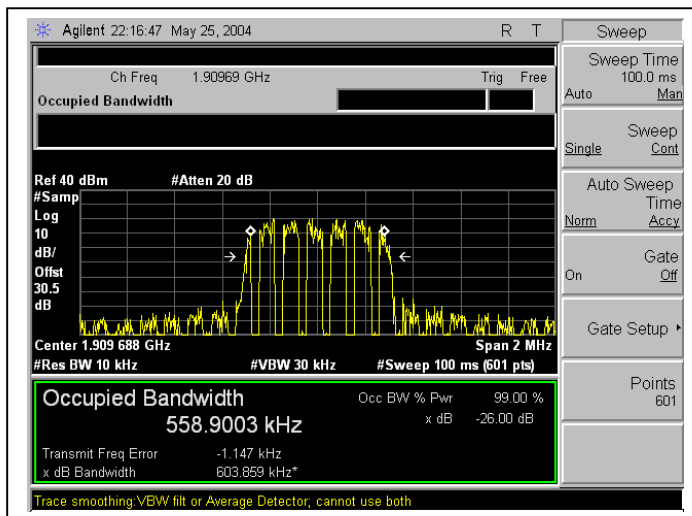 Agilent 22:16:47 May 25, 2004 R T
Sweep
Ch Freq 1.90969 GHz Trig Free
Occupied Bandwidth
Ref 40 dBm #Atten 20 dB
#Samp
Log
10
dB/
Offst
30.5
dB
Center 1.909 688 GHz Span 2 MHz
#Res BW 10 kHz #VBW 30 kHz #Sweep 100 ms (601 pts)
Occupied Bandwidth Occ BW % Pwr 99.00 %
558.9003 kHz x dB -26.00 dB
Transmit Freq Error -1.147 kHz
x dB Bandwidth 603.859 kHz*
Trace smoothing:VBW filt or Average Detector; cannot use both
Sweep Time
100.0 ms
Auto Man
Sweep
Single Cont
Auto Sweep
Time
Norm Accy
Gate
On Off
Gate Setup
Points
601